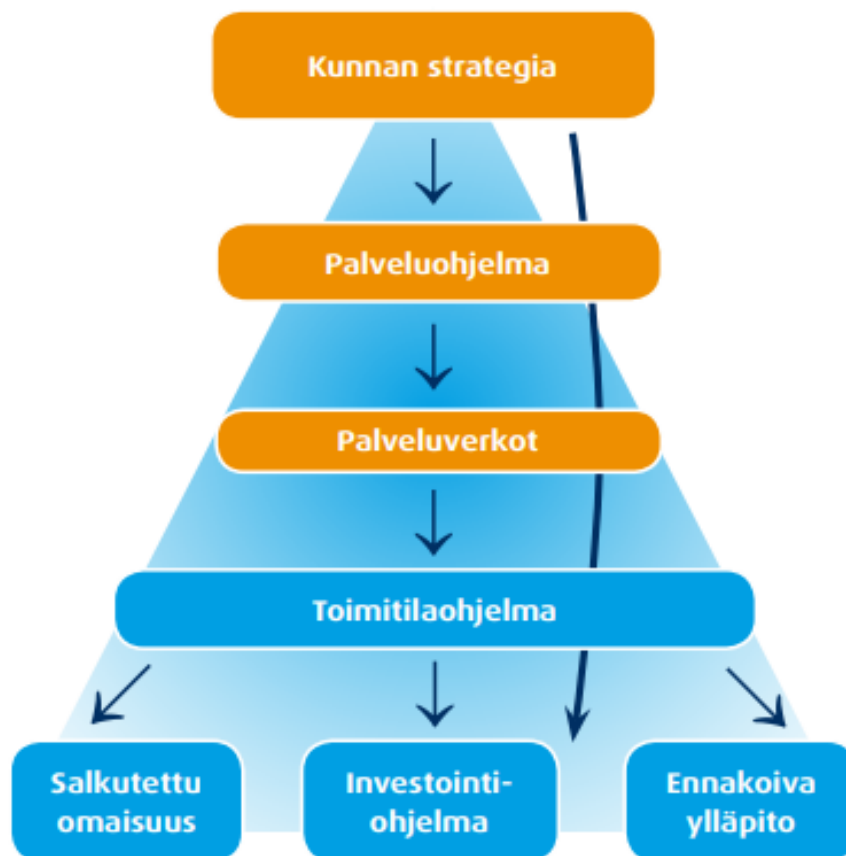 Kunnan strategia
Palveluohjelma
Palveluverkot
Toimitilaohjelma
Salkutettu
omaisuus
Investointi-
ohjelma
Ennakoiva
ylläpito